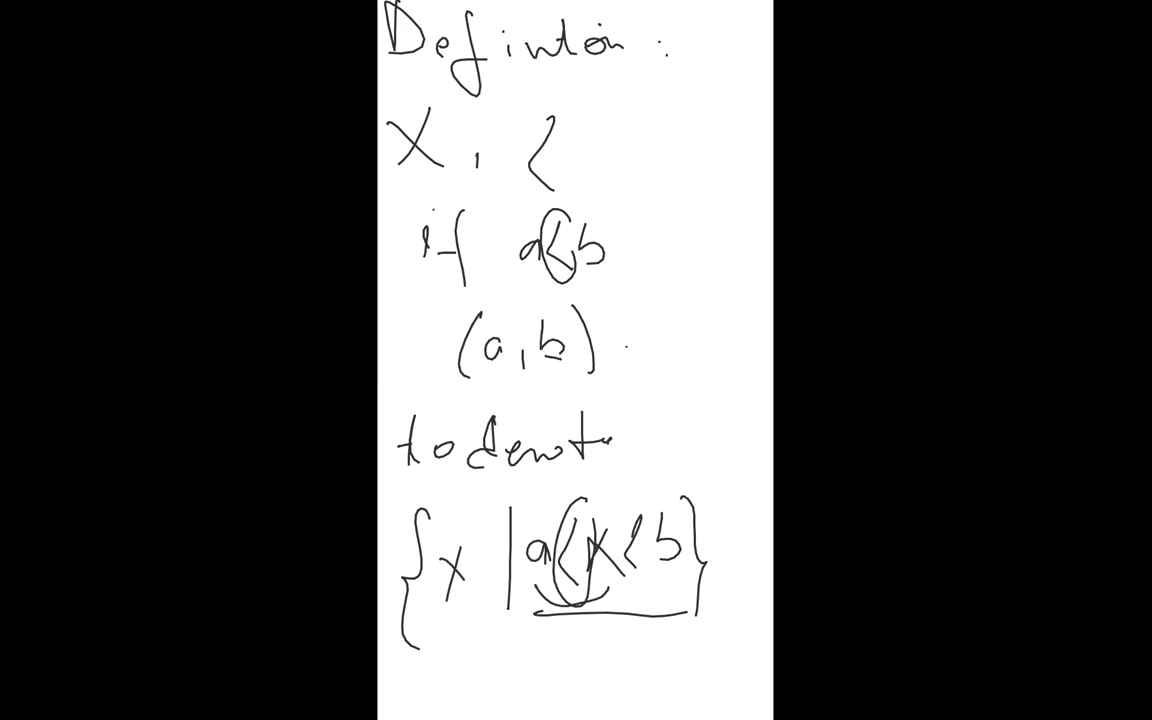 Defintion :
X , <
if a<b
(a,b) .
to denote
{x | a<x<b}